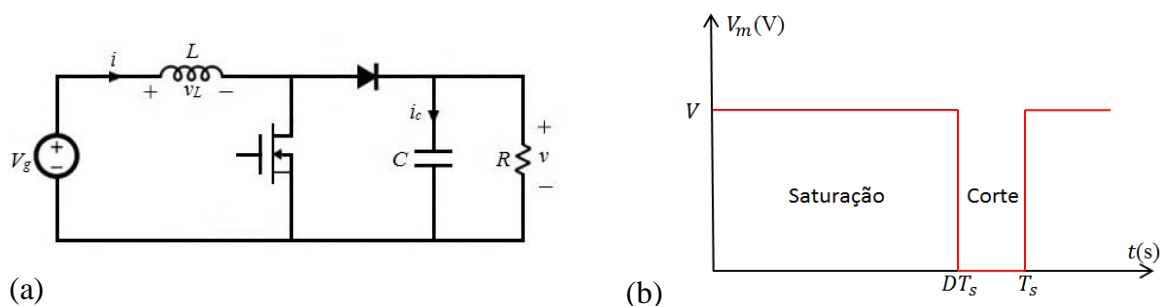 i
L
+ v_L −
V_g
+
−
i_c
C
R
+
v
−
(a)
V_m(V)
V
Saturação
Corte
t(s)
DT_s
T_s
(b)